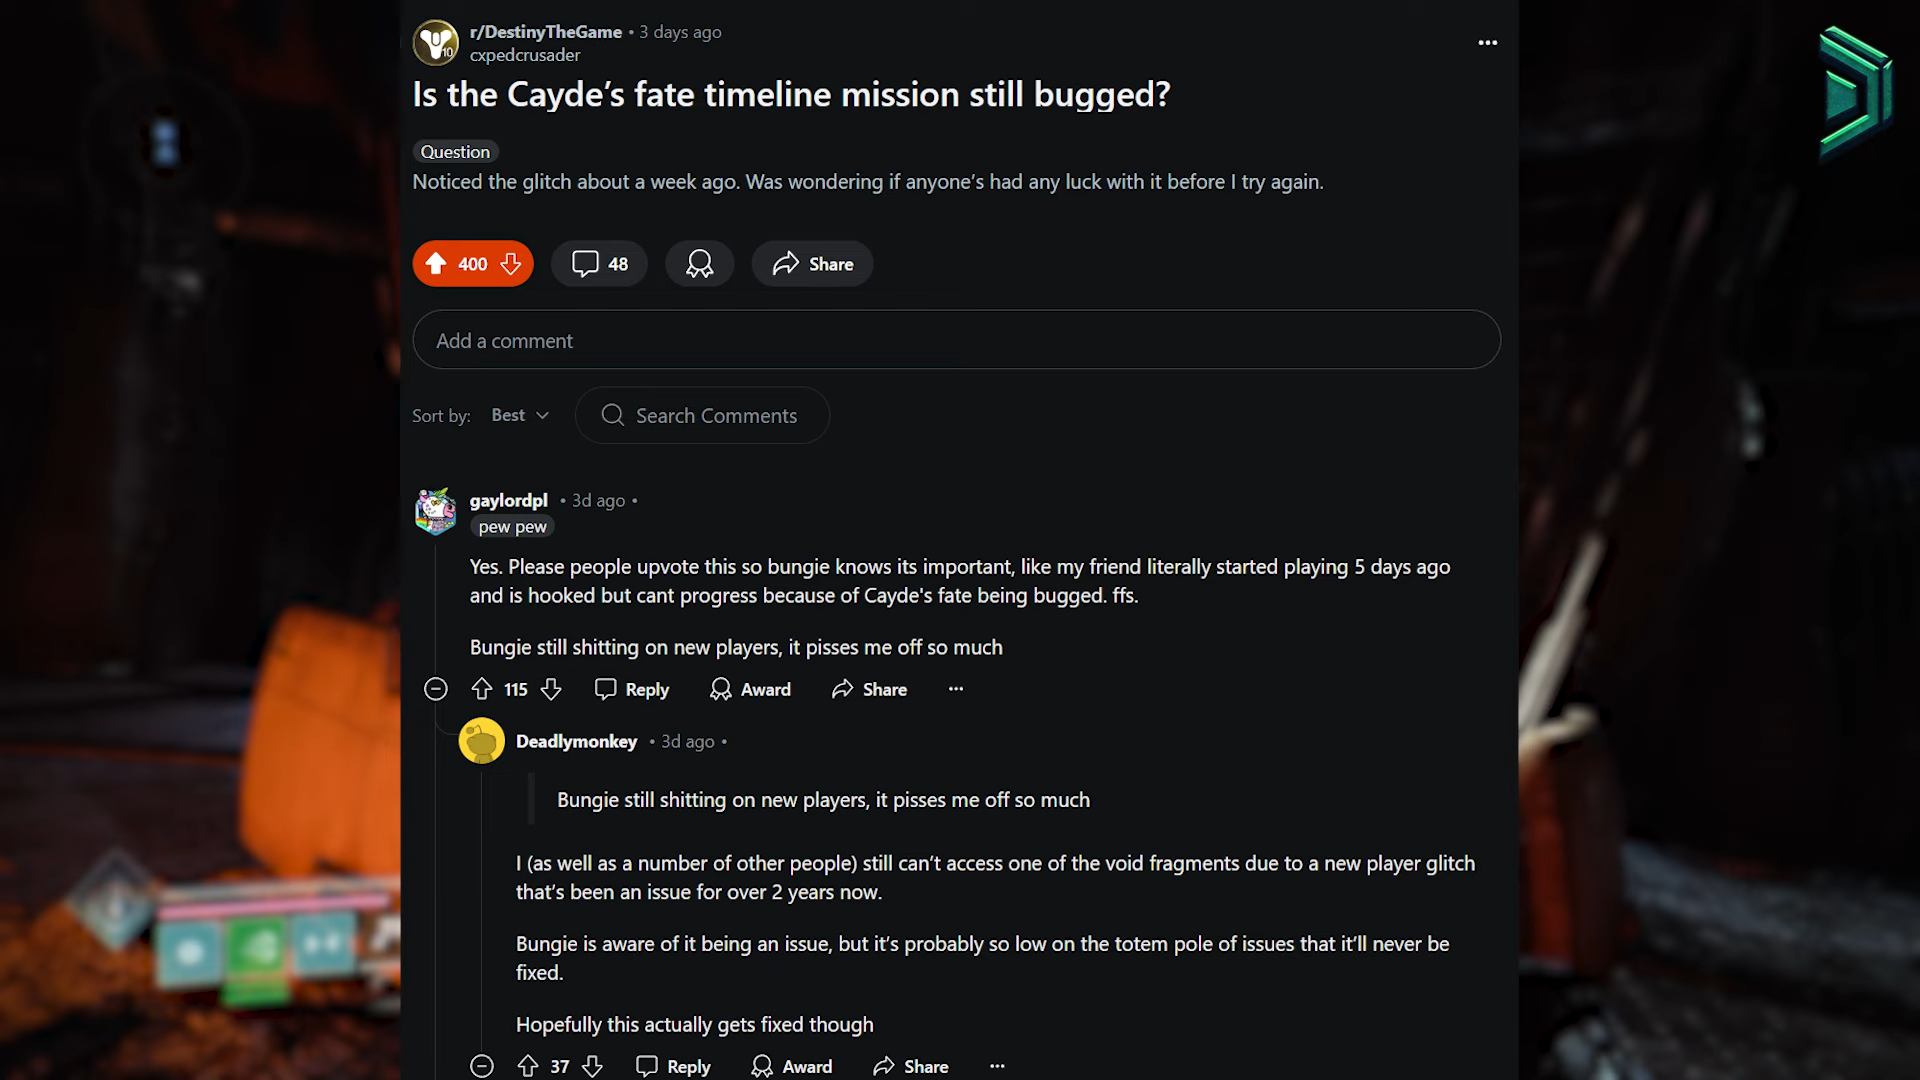 r/DestinyTheGame • 3 days ago
cxpedcrusader
Is the Cayde’s fate timeline mission still bugged?
Question
Noticed the glitch about a week ago. Was wondering if anyone’s had any luck with it before I try again.
400 48 Share
Add a comment
Sort by: Best Search Comments
gaylordpl • 3d ago •
pew pew
Yes. Please people upvote this so bungie knows its important, like my friend literally started playing 5 days ago
and is hooked but cant progress because of Cayde's fate being bugged. ffs.
Bungie still shitting on new players, it pisses me off so much
115 Reply Award Share
Deadlymonkey • 3d ago •
Bungie still shitting on new players, it pisses me off so much
I (as well as a number of other people) still can’t access one of the void fragments due to a new player glitch
that’s been an issue for over 2 years now.
Bungie is aware of it being an issue, but it’s probably so low on the totem pole of issues that it’ll never be
fixed.
Hopefully this actually gets fixed though
37 Reply Award Share